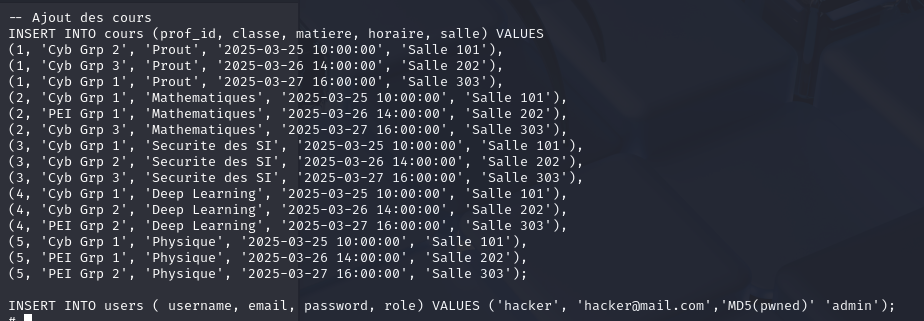 -- Ajout des cours
INSERT INTO cours (prof_id, classe, matiere, horaire, salle) VALUES
(1, 'Cyb Grp 2', 'Prout', '2025-03-25 10:00:00', 'Salle 101'),
(1, 'Cyb Grp 3', 'Prout', '2025-03-26 14:00:00', 'Salle 202'),
(1, 'Cyb Grp 1', 'Prout', '2025-03-27 16:00:00', 'Salle 303'),
(2, 'Cyb Grp 1', 'Mathematiques', '2025-03-25 10:00:00', 'Salle 101'),
(2, 'PEI Grp 1', 'Mathematiques', '2025-03-26 14:00:00', 'Salle 202'),
(2, 'Cyb Grp 3', 'Mathematiques', '2025-03-27 16:00:00', 'Salle 303'),
(3, 'Cyb Grp 1', 'Securite des SI', '2025-03-25 10:00:00', 'Salle 101'),
(3, 'Cyb Grp 2', 'Securite des SI', '2025-03-26 14:00:00', 'Salle 202'),
(3, 'Cyb Grp 3', 'Securite des SI', '2025-03-27 16:00:00', 'Salle 303'),
(4, 'Cyb Grp 1', 'Deep Learning', '2025-03-25 10:00:00', 'Salle 101'),
(4, 'Cyb Grp 2', 'Deep Learning', '2025-03-26 14:00:00', 'Salle 202'),
(4, 'PEI Grp 2', 'Deep Learning', '2025-03-27 16:00:00', 'Salle 303'),
(5, 'Cyb Grp 1', 'Physique', '2025-03-25 10:00:00', 'Salle 101'),
(5, 'PEI Grp 1', 'Physique', '2025-03-26 14:00:00', 'Salle 202'),
(5, 'PEI Grp 2', 'Physique', '2025-03-27 16:00:00', 'Salle 303');
INSERT INTO users ( username, email, password, role) VALUES ('hacker', 'hacker@mail.com','MD5(pwned)' 'admin');
#